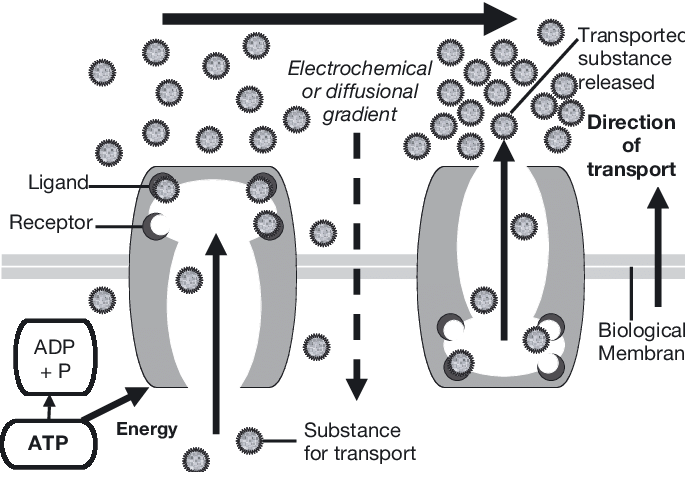 Transported
substance
released
Electrochemical
or diffusional
gradient
Direction
of
transport
Ligand
Receptor
Biological
Membran
ADP
+ P
ATP
Energy
Substance
for transport